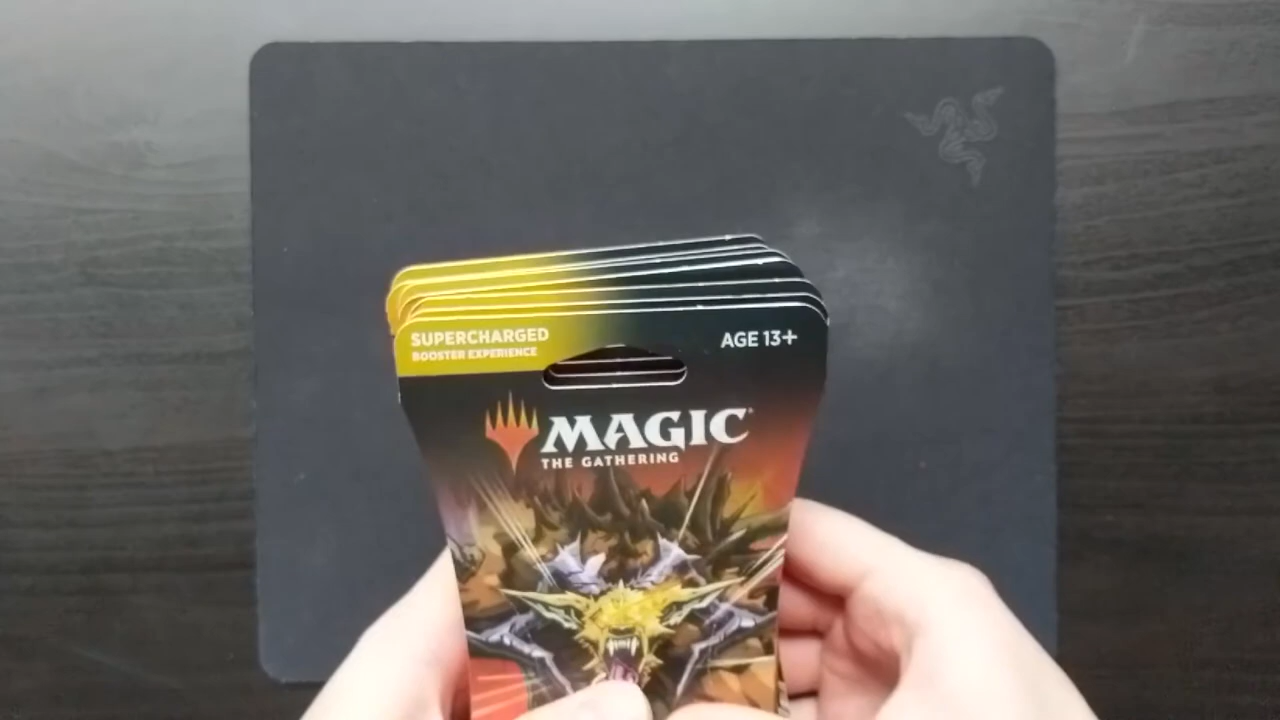 SUPERCHARGED
BOOSTER EXPERIENCE
AGE 13+
MAGIC
THE GATHERING